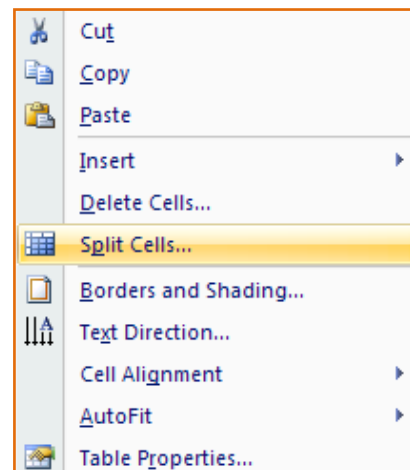 Cut
Copy
Paste
Insert
Delete Cells...
Split Cells...
Borders and Shading...
Text Direction...
Cell Alignment
AutoFit
Table Properties...